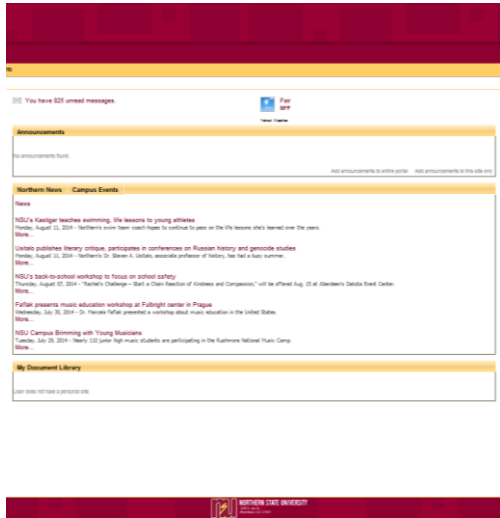 You have 825 unread messages.
Fair
Yahoo! Weather
Announcements
No announcements found.
Add announcements to entire portal Add announcements to this site only
Northern News Campus Events
News
NSU's Kastigar teaches swimming, life lessons to young athletes
Monday, August 11, 2014 - Northern's swim team coach hopes to continue to pass on the life lessons she's learned over the years.
More...
Usitalo publishes literary critique, participates in conferences on Russian history and genocide studies
Monday, August 11, 2014 - Northern's Dr. Steven A. Usitalo, associate professor of history, has had a busy summer.
More...
NSU's back-to-school workshop to focus on school safety
Thursday, August 07, 2014 - "Rachel's Challenge - Start a Chain Reaction of Kindness and Compassion," will be offered Aug. 15 at Aberdeen's Dakota Event Center.
More...
Faflak presents music education workshop at Fulbright center in Prague
Wednesday, July 30, 2014 - Dr. Marcela Faflak presented a workshop about music education in the United States.
More...
NSU Campus Brimming with Young Musicians
Tuesday, July 29, 2014 - Nearly 120 junior high music students are participating in the Rushmore National Music Camp.
More...
My Document Library
User does not have a personal site.
NORTHERN STATE UNIVERSITY